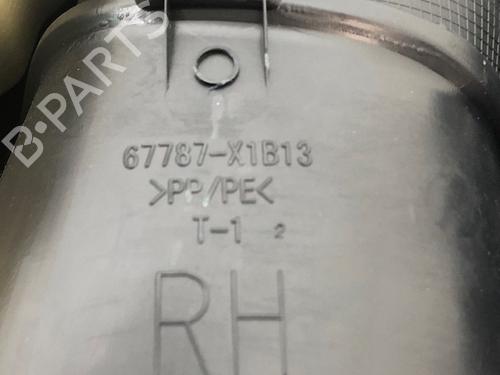 B-PARTS
67787-X1B13
>PP/PE<
T-1 2
RH